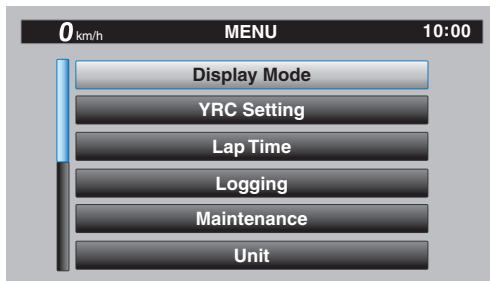 0 km/h MENU 10:00
Display Mode
YRC Setting
Lap Time
Logging
Maintenance
Unit